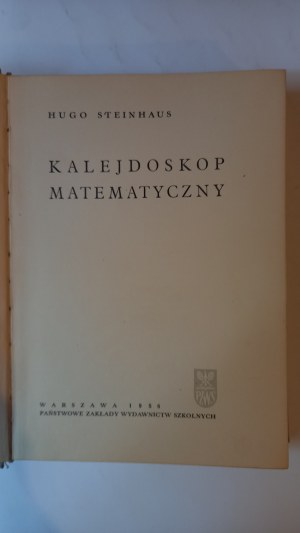 HUGO STEINHAUS
KALEJDOSKOP
MATEMATYCZNY
WARSZAWA
PAŃSTWOWE ZAKŁADY WYDAWNICTW SZKOLNYCH